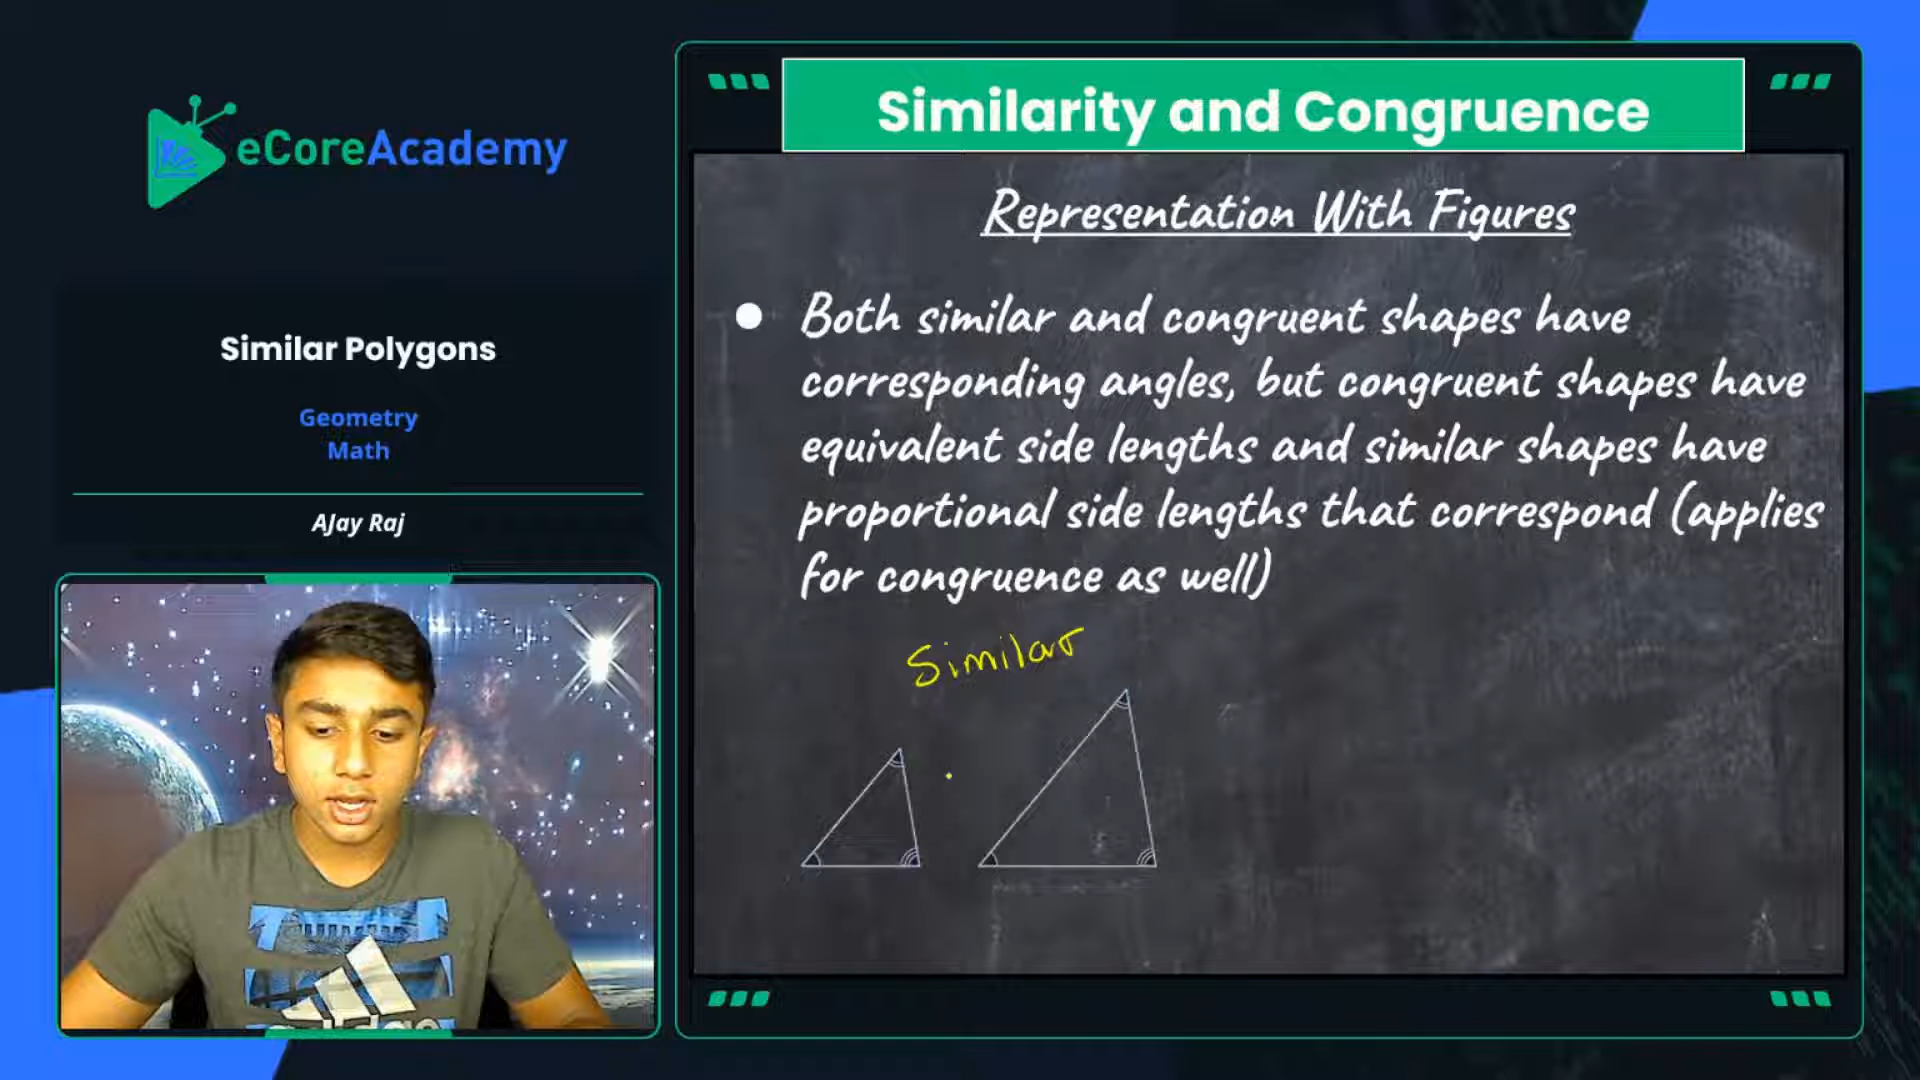 eCoreAcademy
Similar Polygons
Geometry
Math
AJay Raj
Similarity and Congruence
Representation With Figures
Both similar and congruent shapes have
corresponding angles, but congruent shapes have
equivalent side lengths and similar shapes have
proportional side lengths that correspond (applies
for congruence as well)
Similar
adidas